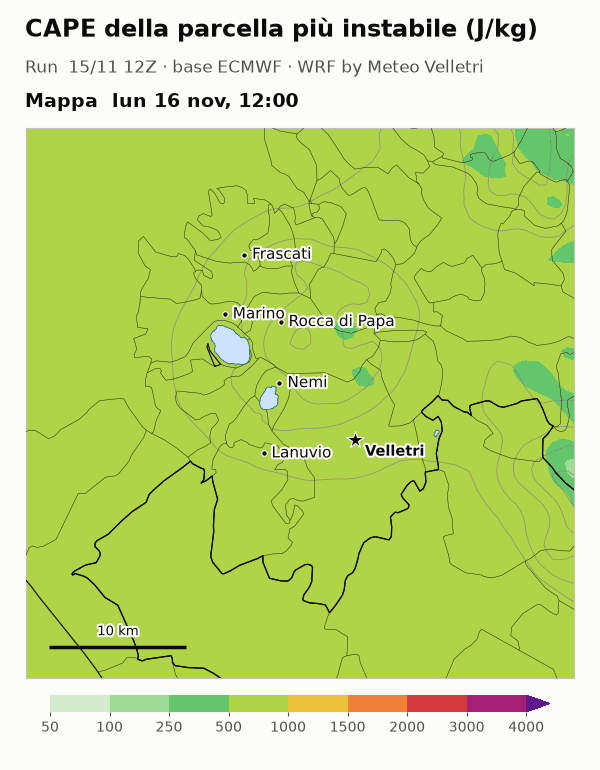 CAPE della parcella più instabile (J/kg)
Run  15/11 12Z · base ECMWF · WRF by Meteo Velletri
Mappa  lun 16 nov, 12:00
Frascati
Marino
Rocca di Papa
Nemi
Velletri
Lanuvio
10 km
50 100 250 500 1000 1500 2000 3000 4000